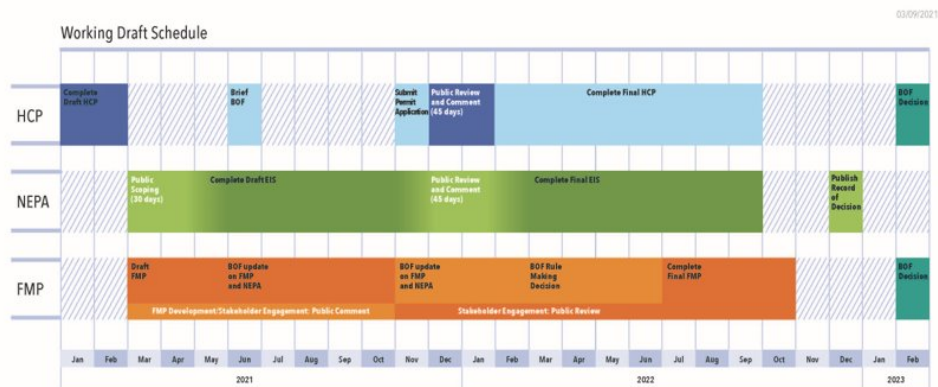 03/09/2021
Working Draft Schedule
HCP
Complete
Draft HCP
Brief
BOF
Submit
Permit
Application
Public Review
and Comment
(45 days)
Complete Final HCP
BOF
Decision
NEPA
Public
Scoping
(30 days)
Complete Draft EIS
Public Review
and Comment
(45 days)
Complete Final EIS
Publish
Record
of
Decision
FMP
Draft
FMP
BOF update
on FMP
and NEPA
BOF update
on FMP
and NEPA
BOF Rule
Making
Decision
Complete
Final FMP
BOF
Decision
FMP Development/Stakeholder Engagement: Public Comment
Stakeholder Engagement: Public Review
Jan Feb Mar Apr May Jun Jul Aug Sep Oct Nov Dec Jan Feb Mar Apr May Jun Jul Aug Sep Oct Nov Dec Jan Feb
2021 2022 2023